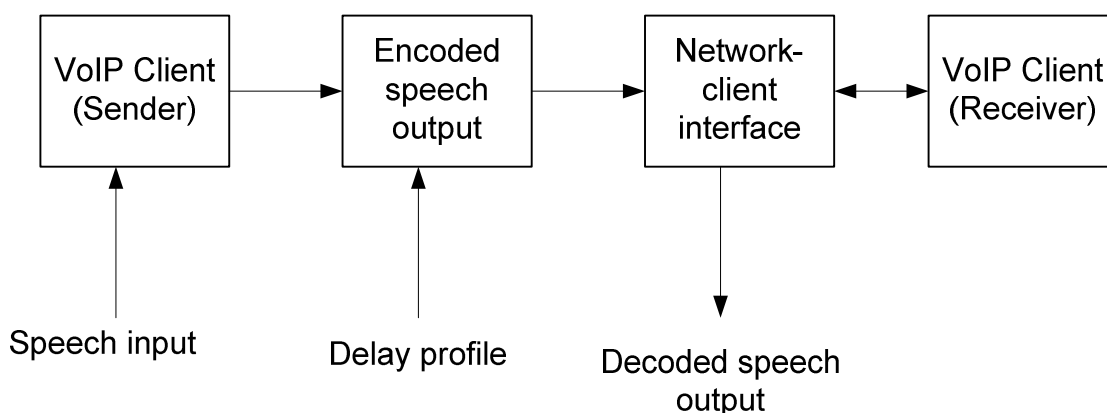 VoIP Client
(Sender)
Encoded
speech
output
Network-
client
interface
VoIP Client
(Receiver)
Speech input
Delay profile
Decoded speech
output